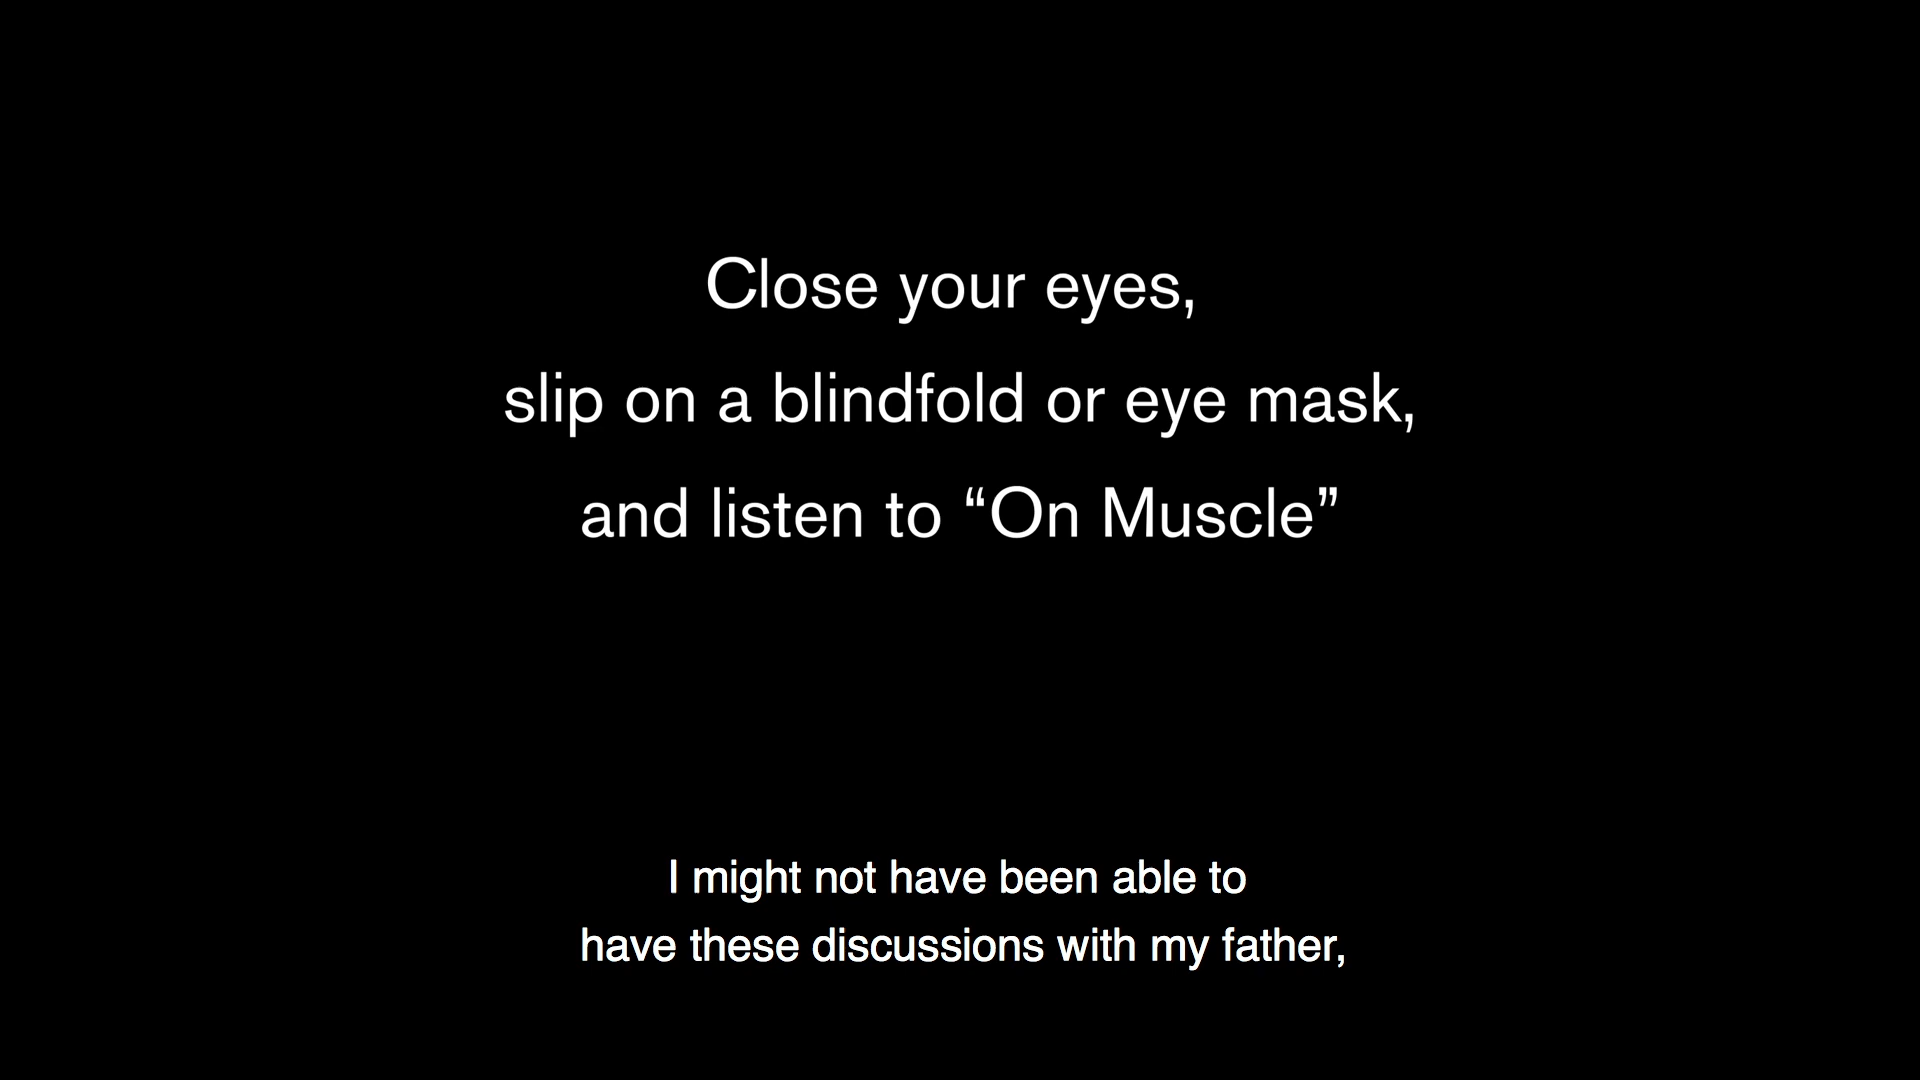 Close your eyes,
slip on a blindfold or eye mask,
and listen to “On Muscle”
I might not have been able to
have these discussions with my father,